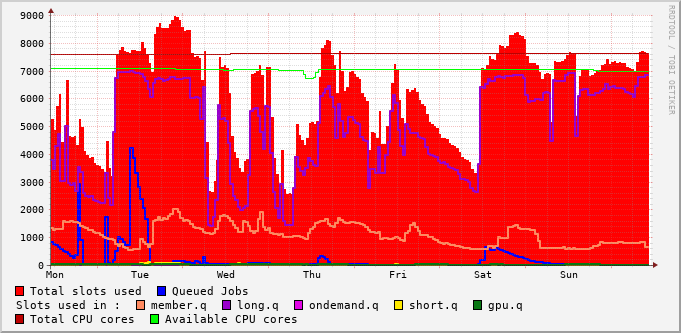 9000
8000
7000
6000
5000
4000
3000
2000
1000
0
Mon Tue Wed Thu Fri Sat Sun
RRDTOOL / TOBI OETIKER
Total slots used Queued Jobs
Slots used in : member.q long.q ondemand.q short.q gpu.q
Total CPU cores Available CPU cores